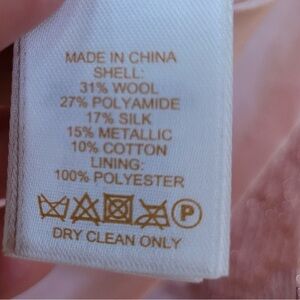 MADE IN CHINA
SHELL:
31% WOOL
27% POLYAMIDE
17% SILK
15% METALLIC
10% COTTON
LINING:
100% POLYESTER
P
DRY CLEAN ONLY